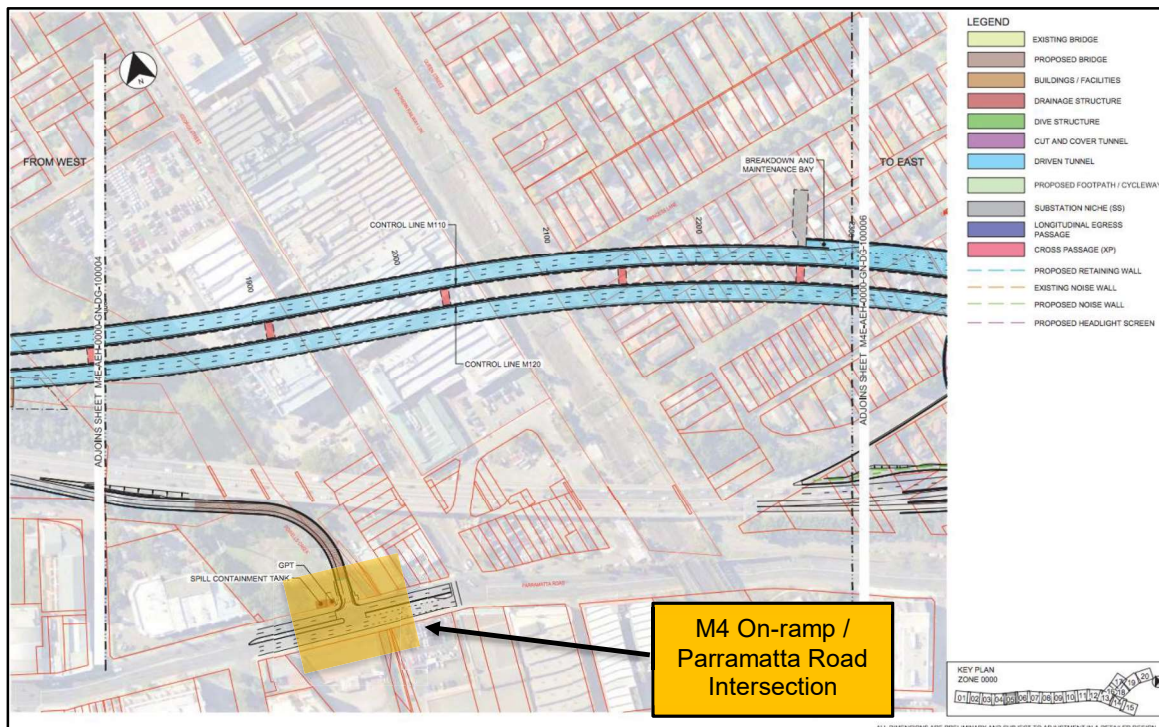 LEGEND
EXISTING BRIDGE
PROPOSED BRIDGE
BUILDINGS / FACILITIES
DRAINAGE STRUCTURE
DIVE STRUCTURE
CUT AND COVER TUNNEL
DRIVEN TUNNEL
PROPOSED FOOTPATH / CYCLEWAY
SUBSTATION NICHE (SS)
LONGITUDINAL EGRESS
PASSAGE
CROSS PASSAGE (XP)
PROPOSED RETAINING WALL
EXISTING NOISE WALL
PROPOSED NOISE WALL
PROPOSED HEADLIGHT SCREEN
N
FROM WEST
TO EAST
BREAKDOWN AND
MAINTENANCE BAY
CONTROL LINE M110
1900
2000
2100
2200
CONTROL LINE M120
ADJOINS SHEET M4E-AEH-0000-GN-DG-100004
ADJOINS SHEET M4E-AEH-0000-GN-DG-100006
GPT
SPILL CONTAINMENT TANK
PARRAMATTA ROAD
M4 On-ramp /
Parramatta Road
Intersection
KEY PLAN
ZONE 0000
01 02 03 04 05 06 07 08 09 10 11 12 13 14 15 16 17 18 19 20